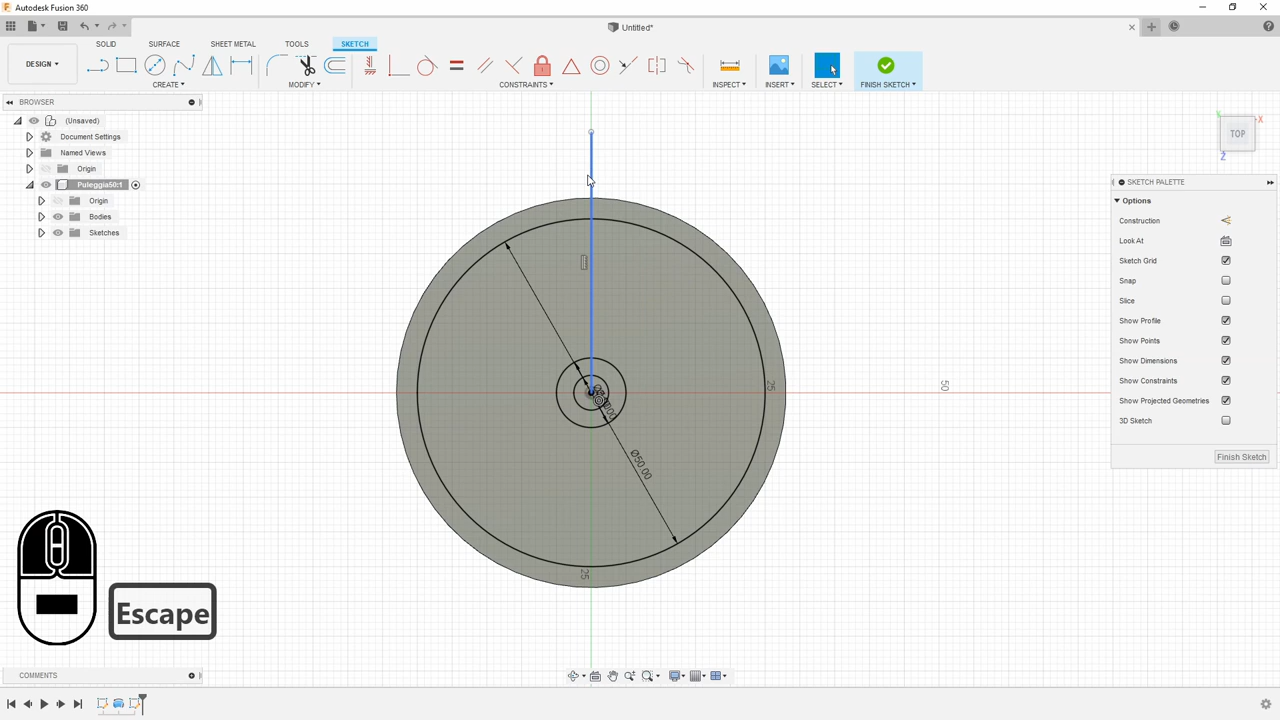 Autodesk Fusion 360
Untitled*
SOLID SURFACE SHEET METAL TOOLS SKETCH
DESIGN
CREATE MODIFY CONSTRAINTS INSPECT INSERT SELECT FINISH SKETCH
BROWSER
(Unsaved)
Document Settings
Named Views
Origin
Puleggia50:1
Origin
Bodies
Sketches
X
TOP
Z
SKETCH PALETTE
Options
Construction
Look At
Sketch Grid
Snap
Slice
Show Profile
Show Points
Show Dimensions
Show Constraints
Show Projected Geometries
3D Sketch
Finish Sketch
25
50
Ø50.00
25
Escape
COMMENTS